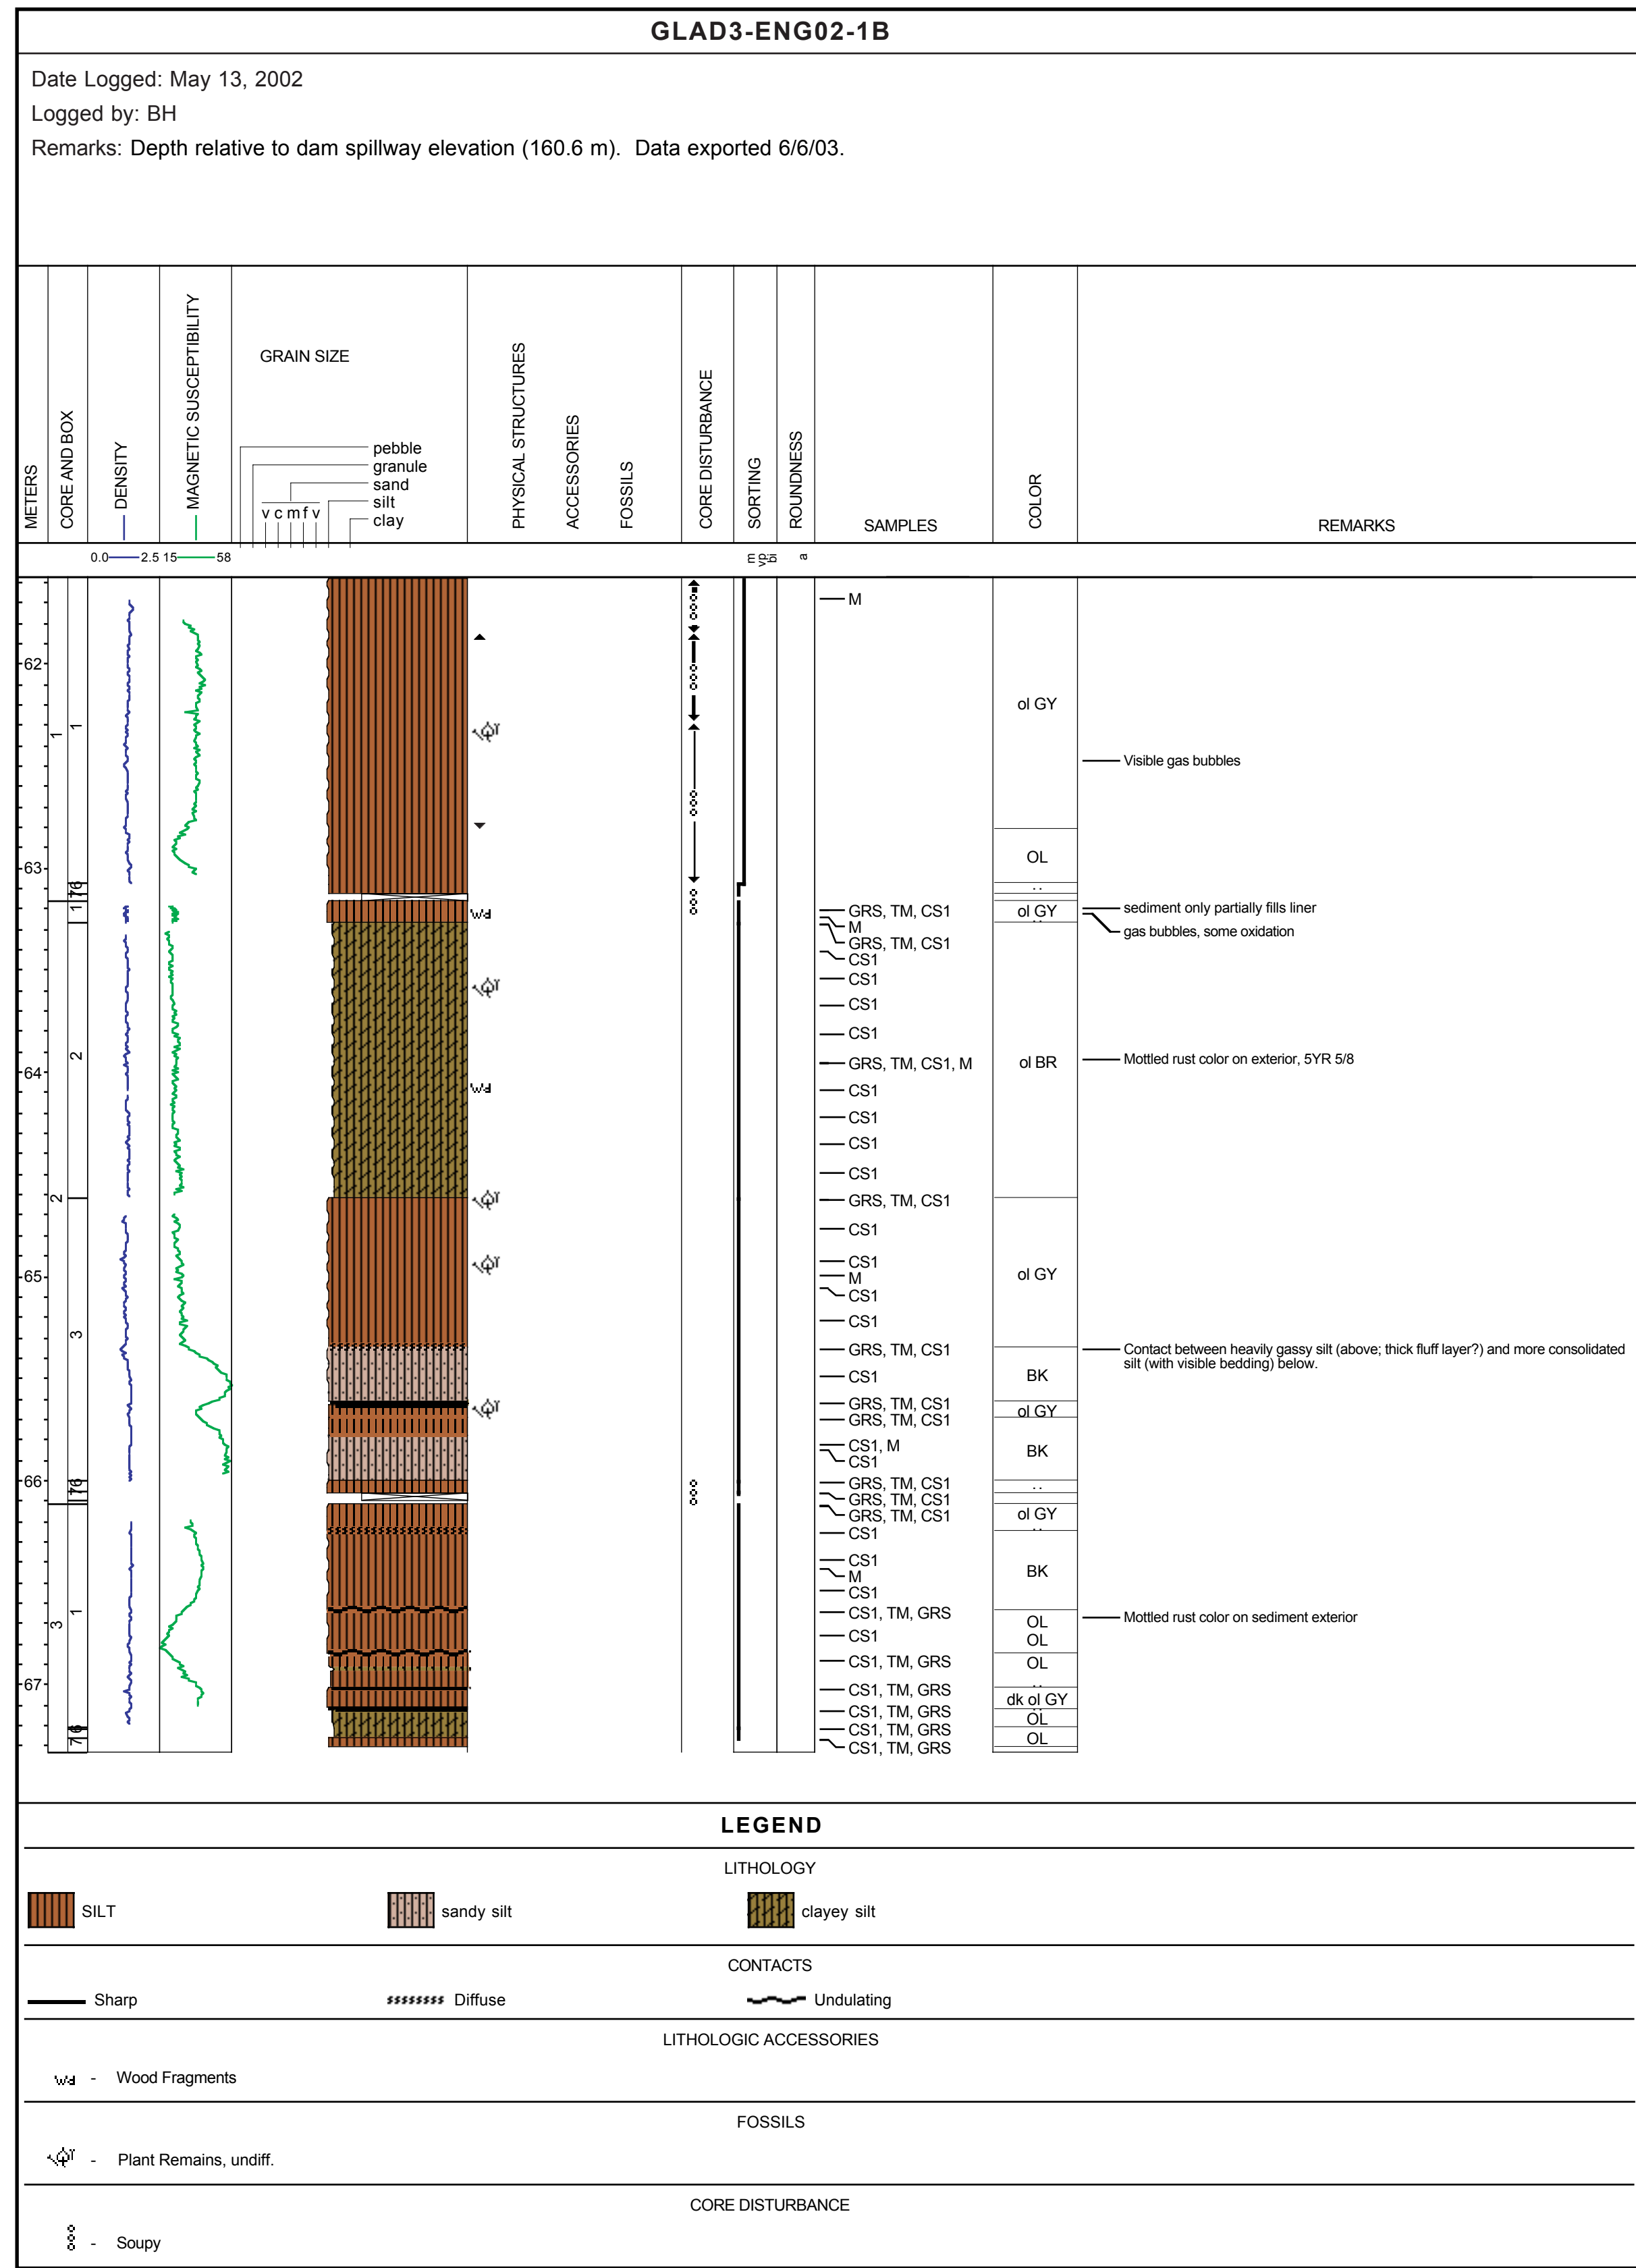 GLAD3-ENG02-1B
Date Logged: May 13, 2002
Logged by: BH
Remarks: Depth relative to dam spillway elevation (160.6 m). Data exported 6/6/03.
METERS
CORE AND BOX
DENSITY
MAGNETIC SUSCEPTIBILITY
GRAIN SIZE
pebble
granule
sand
silt
clay
v c m f v
PHYSICAL STRUCTURES
ACCESSORIES
FOSSILS
CORE DISTURBANCE
SORTING
ROUNDNESS
SAMPLES
COLOR
REMARKS
0.0 2.5 15 58
m
vp
bi
a
M
62
ol GY
1
1
Visible gas bubbles
OL
63
1
GRS, TM, CS1
ol GY
sediment only partially fills liner
M
gas bubbles, some oxidation
GRS, TM, CS1
CS1
CS1
CS1
CS1
2
64
GRS, TM, CS1, M
ol BR
Mottled rust color on exterior, 5YR 5/8
CS1
CS1
CS1
CS1
2
GRS, TM, CS1
CS1
CS1
65
M
ol GY
CS1
CS1
3
GRS, TM, CS1
Contact between heavily gassy silt (above; thick fluff layer?) and more consolidated
silt (with visible bedding) below.
CS1
BK
GRS, TM, CS1
ol GY
GRS, TM, CS1
CS1, M
BK
CS1
66
GRS, TM, CS1
GRS, TM, CS1
GRS, TM, CS1
ol GY
CS1
CS1
M
BK
CS1
3
1
CS1, TM, GRS
OL
Mottled rust color on sediment exterior
CS1
OL
CS1, TM, GRS
OL
67
CS1, TM, GRS
dk ol GY
CS1, TM, GRS
OL
CS1, TM, GRS
OL
CS1, TM, GRS
LEGEND
LITHOLOGY
SILT
sandy silt
clayey silt
CONTACTS
Sharp
Diffuse
Undulating
LITHOLOGIC ACCESSORIES
- Wood Fragments
FOSSILS
- Plant Remains, undiff.
CORE DISTURBANCE
- Soupy